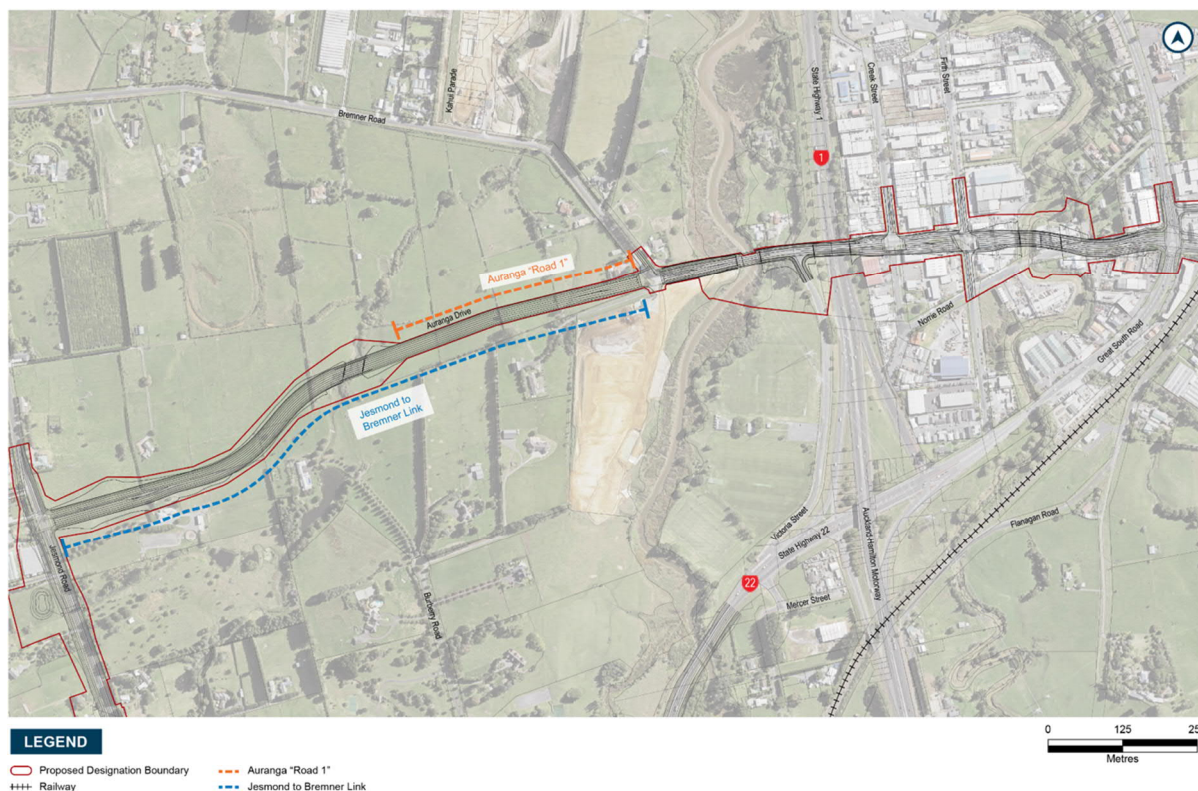 Bremner Road
Kahui Parade
State Highway 1
Creek Street
Firth Street
1
Auranga "Road 1"
Auranga Drive
Jesmond to
Bremner Link
Norrie Road
Great South Road
Jesmond Road
Burberry Road
Victoria Street
State Highway 22
22
Mercer Street
Auckland-Hamilton Motorway
Flanagan Road
LEGEND
Proposed Designation Boundary
Auranga "Road 1"
Railway
Jesmond to Bremner Link
0 125 25
Metres